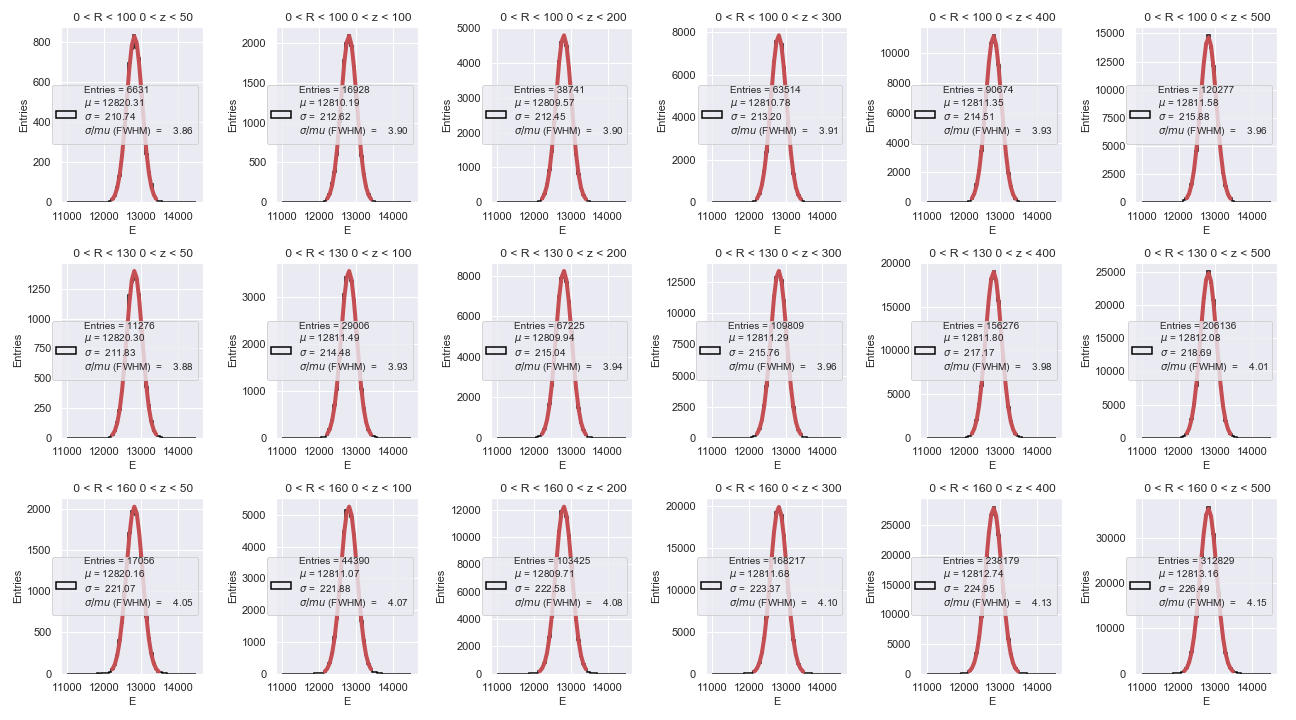 0 < R < 100 0 < z < 50
0 < R < 100 0 < z < 100
0 < R < 100 0 < z < 200
0 < R < 100 0 < z < 300
0 < R < 100 0 < z < 400
0 < R < 100 0 < z < 500
Entries
800
600
400
200
0
Entries = 6631
μ = 12820.31
σ = 210.74
σ/mu (FWHM) = 3.86
11000 12000 13000 14000
E
Entries
2000
1500
1000
500
0
Entries = 16928
μ = 12810.19
σ = 212.62
σ/mu (FWHM) = 3.90
11000 12000 13000 14000
E
Entries
5000
4000
3000
2000
1000
0
Entries = 38741
μ = 12809.57
σ = 212.45
σ/mu (FWHM) = 3.90
11000 12000 13000 14000
E
Entries
8000
6000
4000
2000
0
Entries = 63514
μ = 12810.78
σ = 213.20
σ/mu (FWHM) = 3.91
11000 12000 13000 14000
E
Entries
10000
8000
6000
4000
2000
0
Entries = 90674
μ = 12811.35
σ = 214.51
σ/mu (FWHM) = 3.93
11000 12000 13000 14000
E
Entries
15000
12500
10000
7500
5000
2500
0
Entries = 120277
μ = 12811.58
σ = 215.88
σ/mu (FWHM) = 3.96
11000 12000 13000 14000
E
0 < R < 130 0 < z < 50
0 < R < 130 0 < z < 100
0 < R < 130 0 < z < 200
0 < R < 130 0 < z < 300
0 < R < 130 0 < z < 400
0 < R < 130 0 < z < 500
Entries
1250
1000
750
500
250
0
Entries = 11276
μ = 12820.30
σ = 211.83
σ/mu (FWHM) = 3.88
11000 12000 13000 14000
E
Entries
3000
2000
1000
0
Entries = 29006
μ = 12811.49
σ = 214.48
σ/mu (FWHM) = 3.93
11000 12000 13000 14000
E
Entries
8000
6000
4000
2000
0
Entries = 67225
μ = 12809.94
σ = 215.04
σ/mu (FWHM) = 3.94
11000 12000 13000 14000
E
Entries
12500
10000
7500
5000
2500
0
Entries = 109809
μ = 12811.29
σ = 215.76
σ/mu (FWHM) = 3.96
11000 12000 13000 14000
E
Entries
20000
15000
10000
5000
0
Entries = 156276
μ = 12811.80
σ = 217.17
σ/mu (FWHM) = 3.98
11000 12000 13000 14000
E
Entries
25000
20000
15000
10000
5000
0
Entries = 206136
μ = 12812.08
σ = 218.69
σ/mu (FWHM) = 4.01
11000 12000 13000 14000
E
0 < R < 160 0 < z < 50
0 < R < 160 0 < z < 100
0 < R < 160 0 < z < 200
0 < R < 160 0 < z < 300
0 < R < 160 0 < z < 400
0 < R < 160 0 < z < 500
Entries
2000
1500
1000
500
0
Entries = 17056
μ = 12820.16
σ = 221.07
σ/mu (FWHM) = 4.05
11000 12000 13000 14000
E
Entries
5000
4000
3000
2000
1000
0
Entries = 44390
μ = 12811.07
σ = 221.88
σ/mu (FWHM) = 4.07
11000 12000 13000 14000
E
Entries
12000
10000
8000
6000
4000
2000
0
Entries = 103425
μ = 12809.71
σ = 222.58
σ/mu (FWHM) = 4.08
11000 12000 13000 14000
E
Entries
20000
15000
10000
5000
0
Entries = 168217
μ = 12811.68
σ = 223.37
σ/mu (FWHM) = 4.10
11000 12000 13000 14000
E
Entries
25000
20000
15000
10000
5000
0
Entries = 238179
μ = 12812.74
σ = 224.95
σ/mu (FWHM) = 4.13
11000 12000 13000 14000
E
Entries
30000
20000
10000
0
Entries = 312829
μ = 12813.16
σ = 226.49
σ/mu (FWHM) = 4.15
11000 12000 13000 14000
E